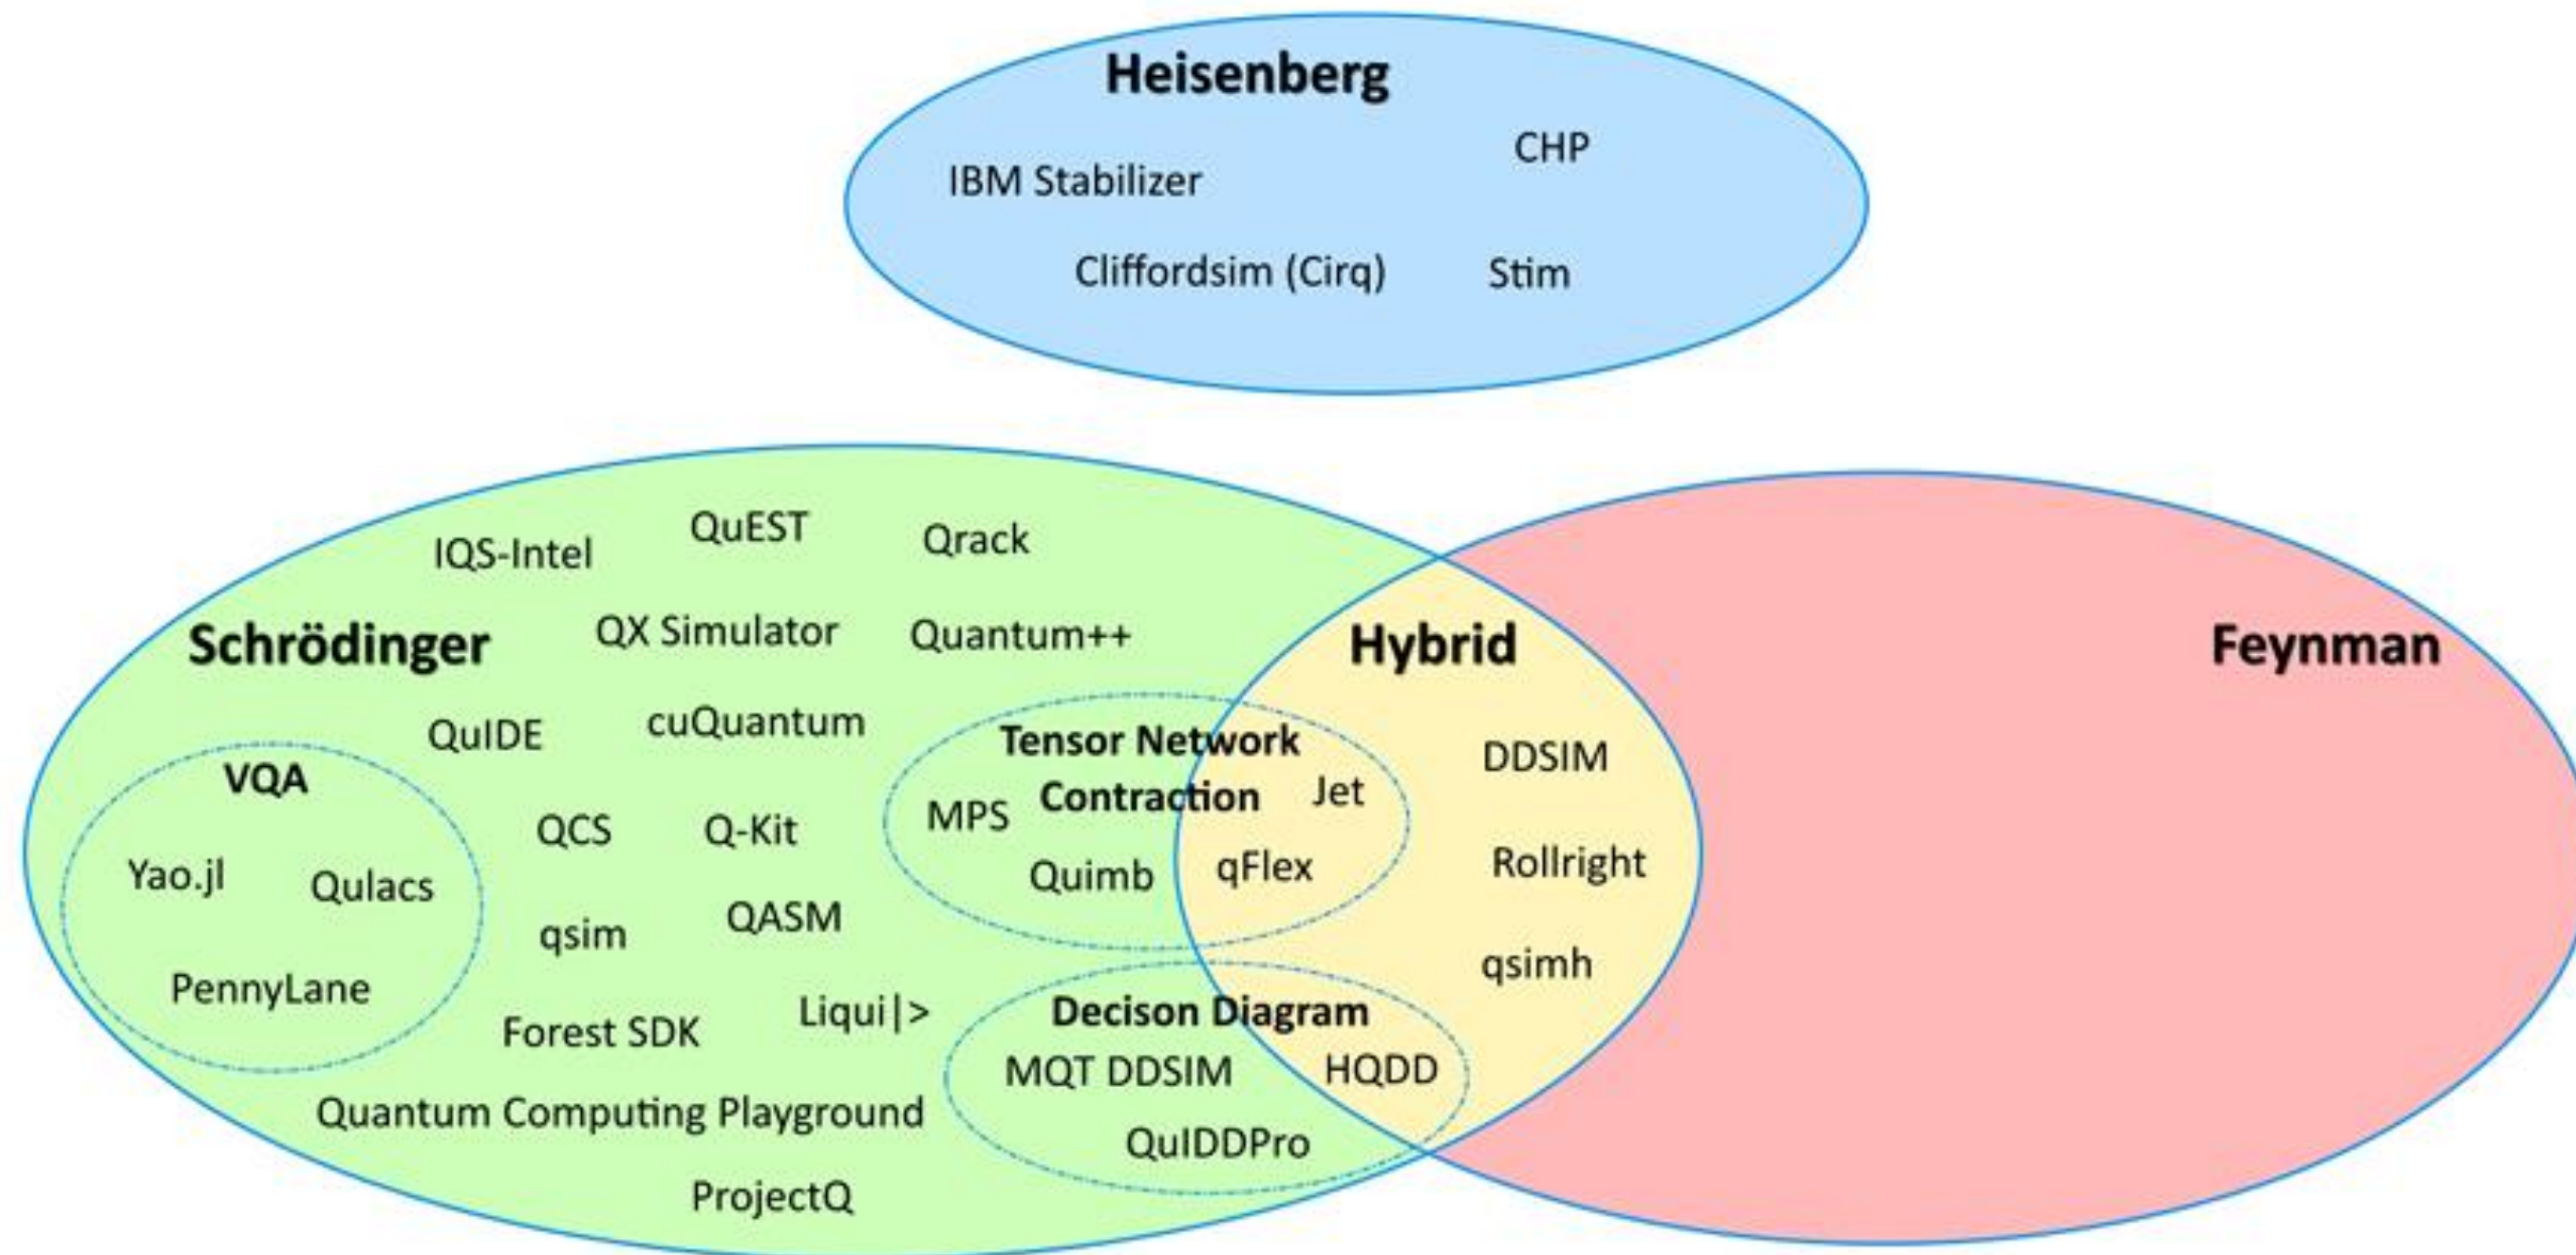 Heisenberg
CHP
IBM Stabilizer
Cliffordsim (Cirq)
Stim
QuEST
Qrack
IQS-Intel
Schrödinger
QX Simulator
Quantum++
Hybrid
Feynman
QuIDE
cuQuantum
Tensor Network
Contraction
Jet
MPS
Quimb
qFlex
DDSIM
Rollright
qsimh
VQA
Yao.jl
Qulacs
PennyLane
QCS
Q-Kit
qsim
QASM
Liqui|>
Forest SDK
Decison Diagram
MQT DDSIM
HQDD
QuIDDPro
Quantum Computing Playground
ProjectQ